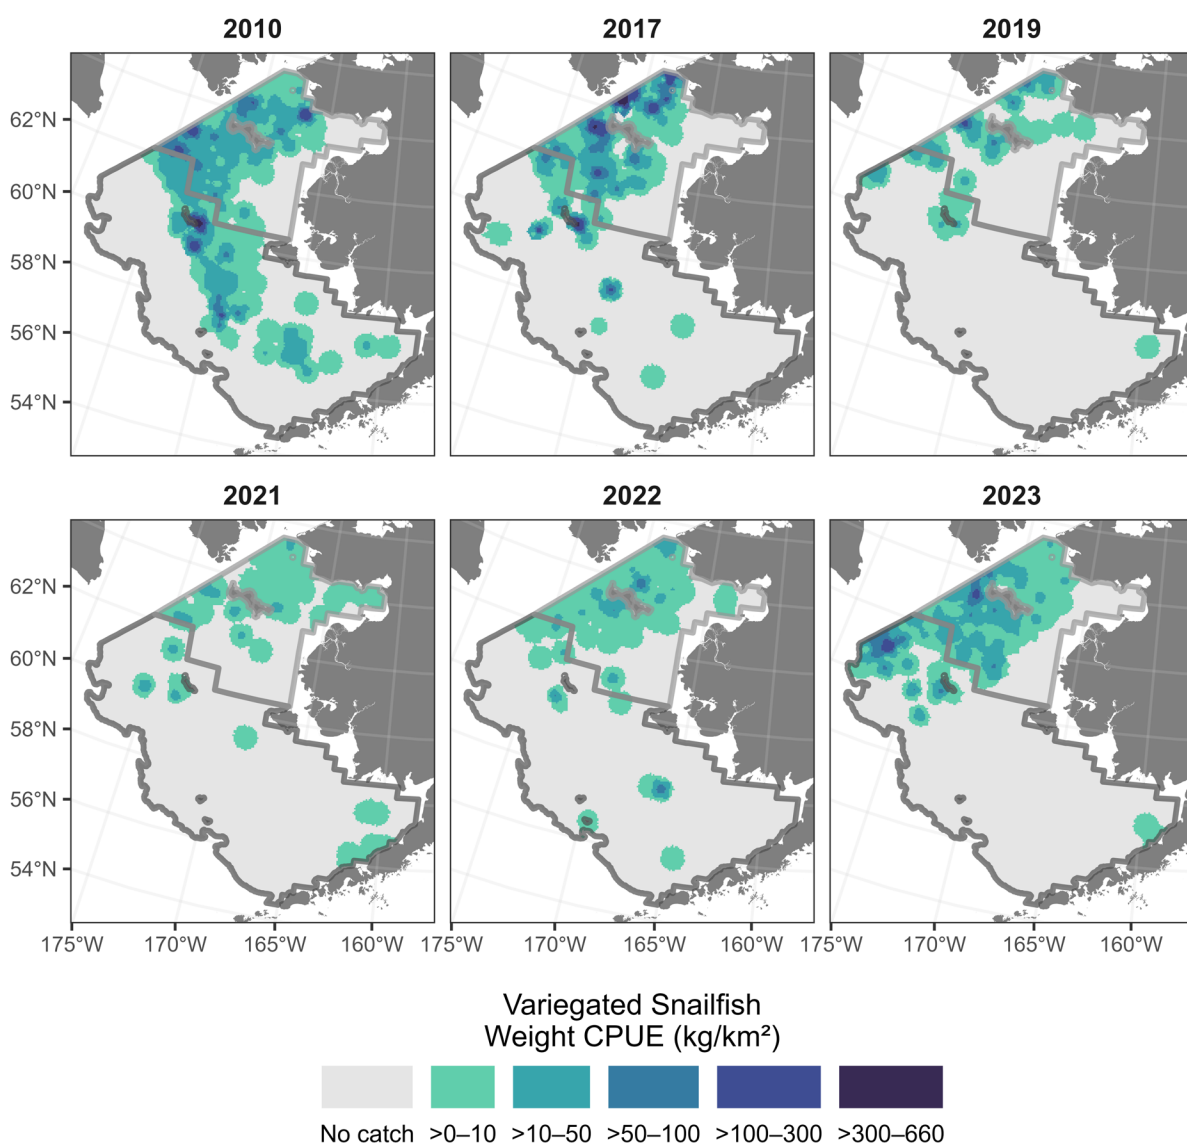 2010 2017 2019
62°N
60°N
58°N
56°N
54°N
2021 2022 2023
62°N
60°N
58°N
56°N
54°N
175°W 170°W 165°W 160°W 175°W 170°W 165°W 160°W 175°W 170°W 165°W 160°W
Variegated Snailfish
Weight CPUE (kg/km²)
No catch >0–10 >10–50 >50–100 >100–300 >300–660